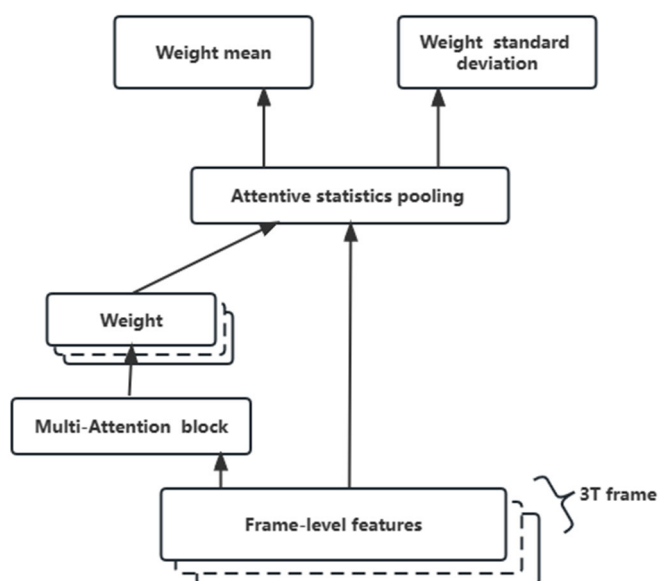 Weight mean
Weight standard
deviation
Attentive statistics pooling
Weight
Multi-Attention block
3T frame
Frame-level features